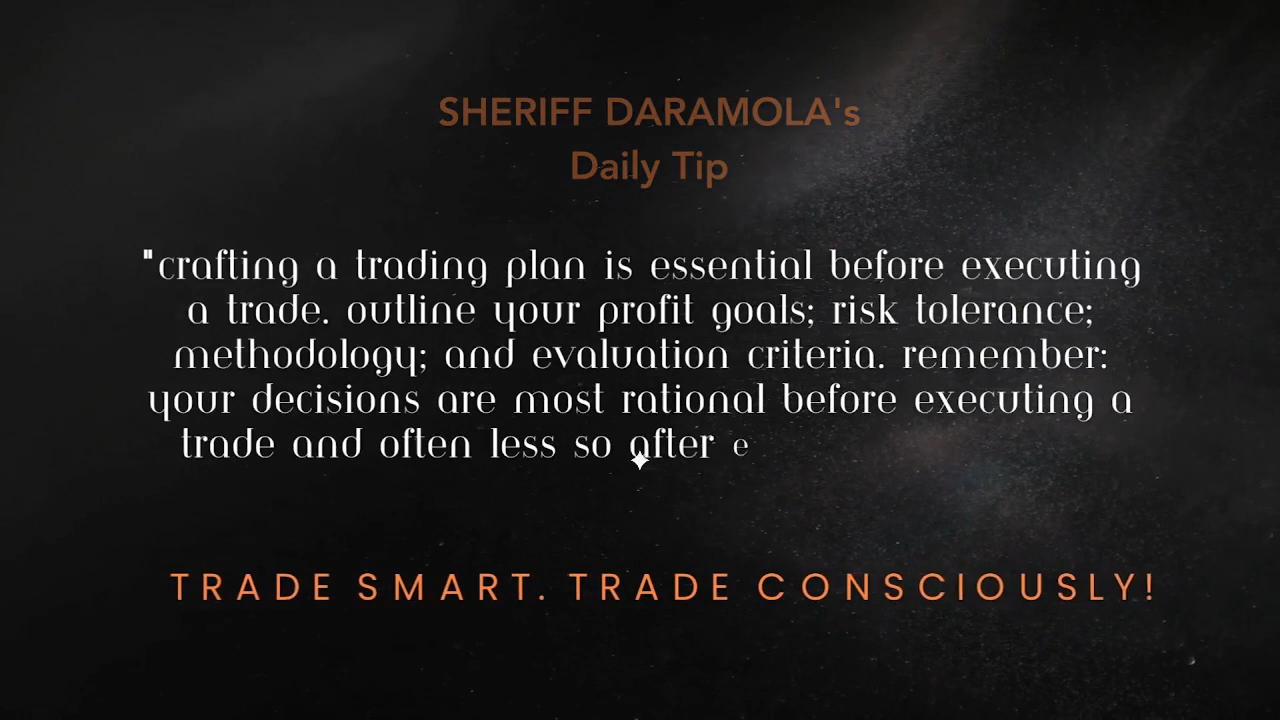 SHERIFF DARAMOLA's
Daily Tip
"crafting a trading plan is essential before executing
a trade. outline your profit goals; risk tolerance;
methodology; and evaluation criteria. remember:
your decisions are most rational before executing a
trade and often less so after e
TRADE SMART. TRADE CONSCIOUSLY!